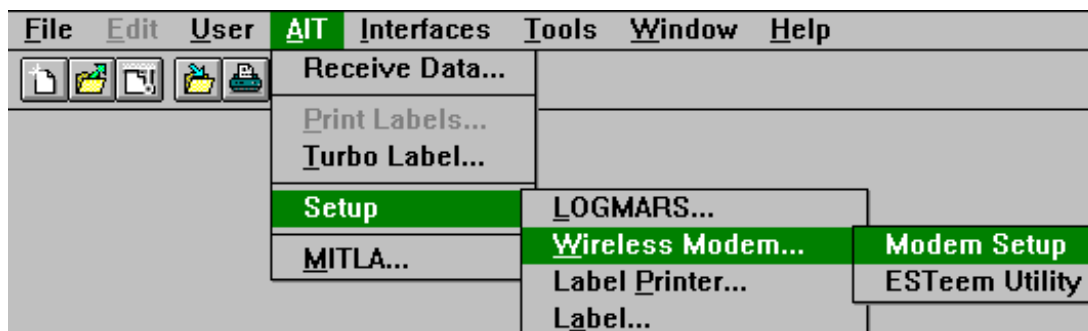 File Edit User AIT Interfaces Tools Window Help
Receive Data...
Print Labels...
Turbo Label...
Setup
MITLA...
LOGMARS...
Wireless Modem...
Label Printer...
Label...
Modem Setup
ESTeem Utility